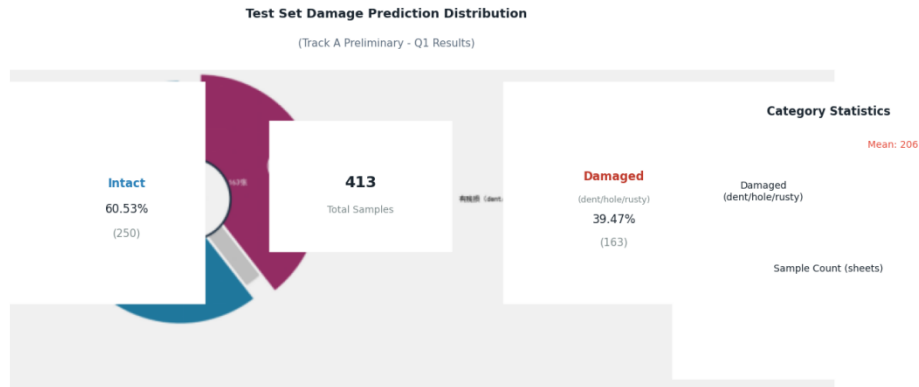 Test Set Damage Prediction Distribution
(Track A Preliminary - Q1 Results)
Intact
60.53%
(250)
413
Total Samples
(dent.
Damaged
(dent/hole/rusty)
39.47%
(163)
Category Statistics
Mean: 206
Damaged
(dent/hole/rusty)
Sample Count (sheets)